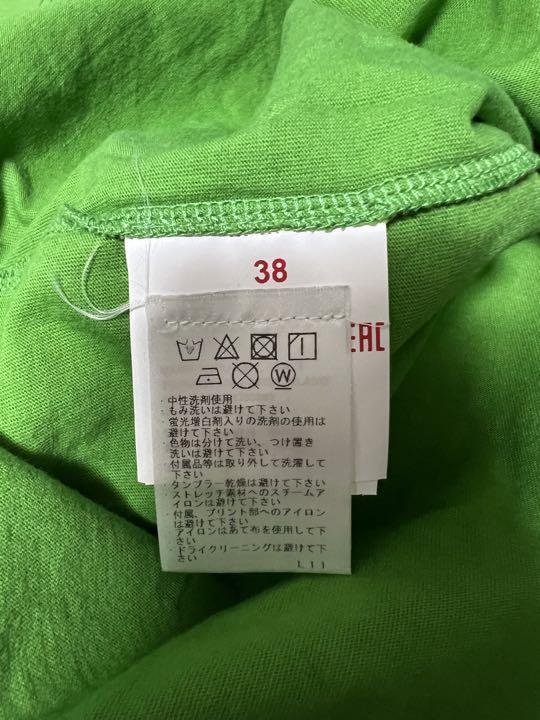 38
EAC
W
・中性洗剤使用
・もみ洗いは避けて下さい
・蛍光増白剤入りの洗剤の使用は
避けて下さい
・色物は分けて洗い、つけ置き
洗いは避けて下さい
・付属品等は取り外して洗濯して
下さい
・タンブラー乾燥は避けて下さい
・ストレッチ素材へのスチームア
イロンは避けて下さい
・付属、プリント部へのアイロン
は避けて下さい
・アイロンはあて布を使用して下
さい
・ドライクリーニングは避けて下
さい
L11